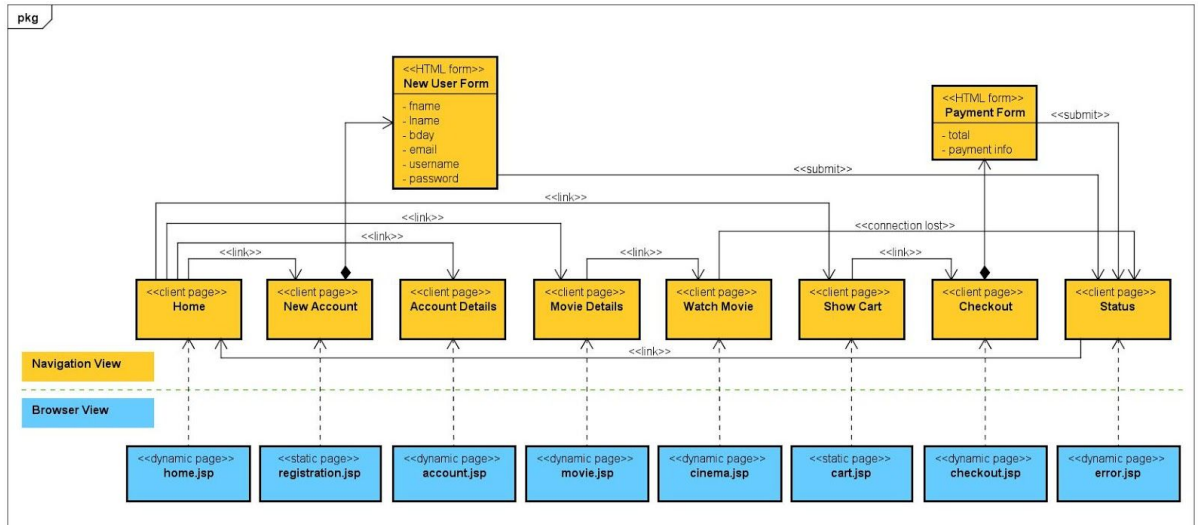 pkg
<<HTML form>>
New User Form
- fname
- lname
- bday
- email
- username
- password
<<HTML form>>
Payment Form
- total
- payment info
<<submit>>
<<submit>>
<<link>>
<<link>>
<<connection lost>>
<<link>>
<<link>>
<<link>>
<<link>>
<<client page>>
Home
<<client page>>
New Account
<<client page>>
Account Details
<<client page>>
Movie Details
<<client page>>
Watch Movie
<<client page>>
Show Cart
<<client page>>
Checkout
<<client page>>
Status
<<link>>
Navigation View
Browser View
<<dynamic page>>
home.jsp
<<static page>>
registration.jsp
<<dynamic page>>
account.jsp
<<dynamic page>>
movie.jsp
<<dynamic page>>
cinema.jsp
<<static page>>
cart.jsp
<<dynamic page>>
checkout.jsp
<<dynamic page>>
error.jsp